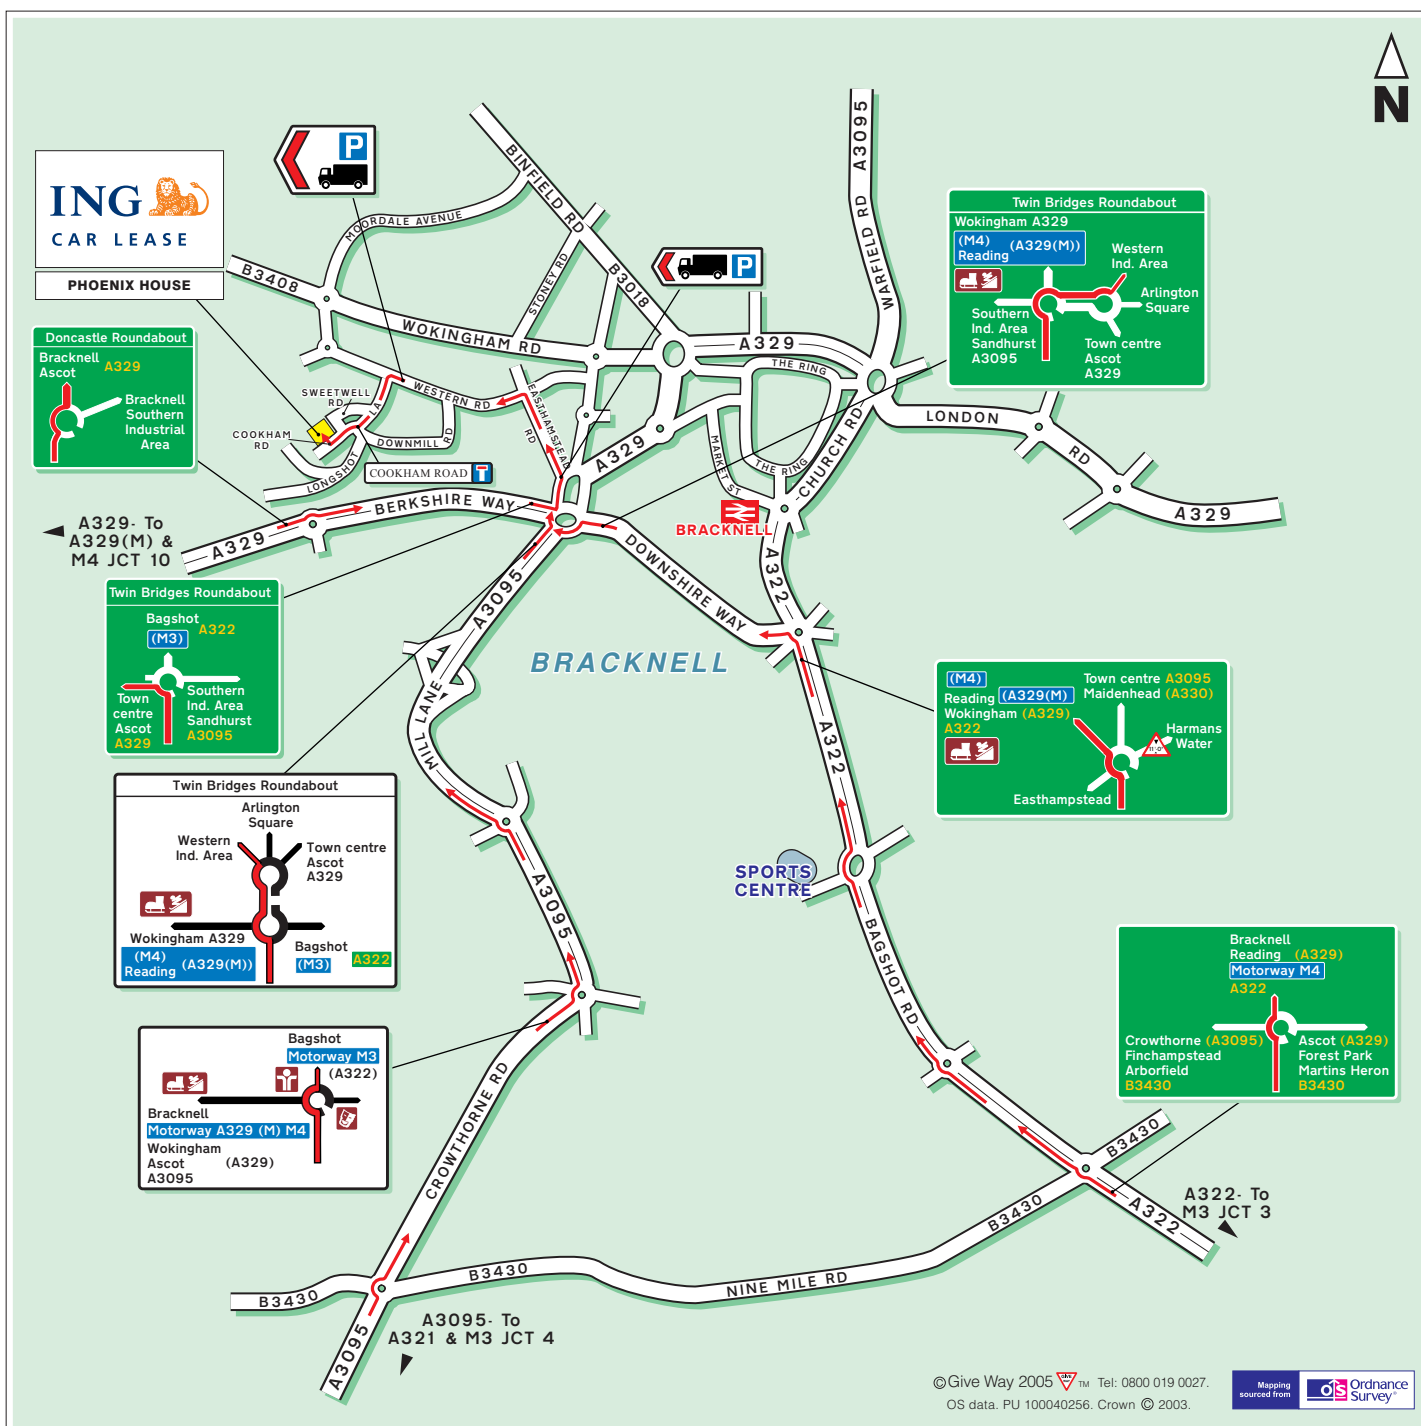 N
ING
CAR LEASE
PHOENIX HOUSE
P
P
Doncastle Roundabout
Bracknell
Ascot
A329
Bracknell
Southern
Industrial
Area
Twin Bridges Roundabout
Wokingham A329
(M4)
Reading
(A329(M))
Western
Ind. Area
Arlington
Square
Southern
Ind. Area
Sandhurst
A3095
Town centre
Ascot
A329
BINFIELD RD
B3018
MOORDALE AVENUE
B3408
WOKINGHAM RD
STONEY RD
A3095
WARFIELD RD
A329
THE RING
THE RING
SWEETWELL
RD
LA
WESTERN RD
EASTHAMSTEAD
RD
COOKHAM
RD
DOWNMILL
RD
LONGSHOT
COOKHAM ROAD
T
A329
MARKET ST
CHURCH RD
LONDON
RD
A329
BERKSHIRE WAY
A329
A329- To
A329(M) &
M4 JCT 10
BRACKNELL
A322
DOWNSHIRE WAY
A3095
BRACKNELL
MILL LANE
A322
Twin Bridges Roundabout
Bagshot
(M3)
A322
Town
centre
Ascot
A329
Southern
Ind. Area
Sandhurst
A3095
(M4)
Reading
(A329(M)
Wokingham (A329)
A322
Town centre A3095
Maidenhead (A330)
Harmans
Water
11'-0"
Easthampstead
Twin Bridges Roundabout
Arlington
Square
Western
Ind. Area
Town centre
Ascot
A329
Wokingham A329
(M4)
Reading
(A329(M))
Bagshot
(M3)
A322
SPORTS
CENTRE
A3095
BAGSHOT RD
Bracknell
Reading (A329)
Motorway M4
A322
Crowthorne (A3095)
Finchampstead
Arborfield
B3430
Ascot (A329)
Forest Park
Martins Heron
B3430
Bagshot
Motorway M3
(A322)
Bracknell
Motorway A329 (M) M4
Wokingham
Ascot
A3095
(A329)
CROWTHORNE RD
B3430
B3430
A322
A322- To
M3 JCT 3
B3430
B3430
NINE MILE RD
A3095
A3095- To
A321 & M3 JCT 4
©Give Way 2005 GIVE WAY TM Tel: 0800 019 0027.
OS data. PU 100040256. Crown © 2003.
Mapping
sourced from
OS
Ordnance
Survey®